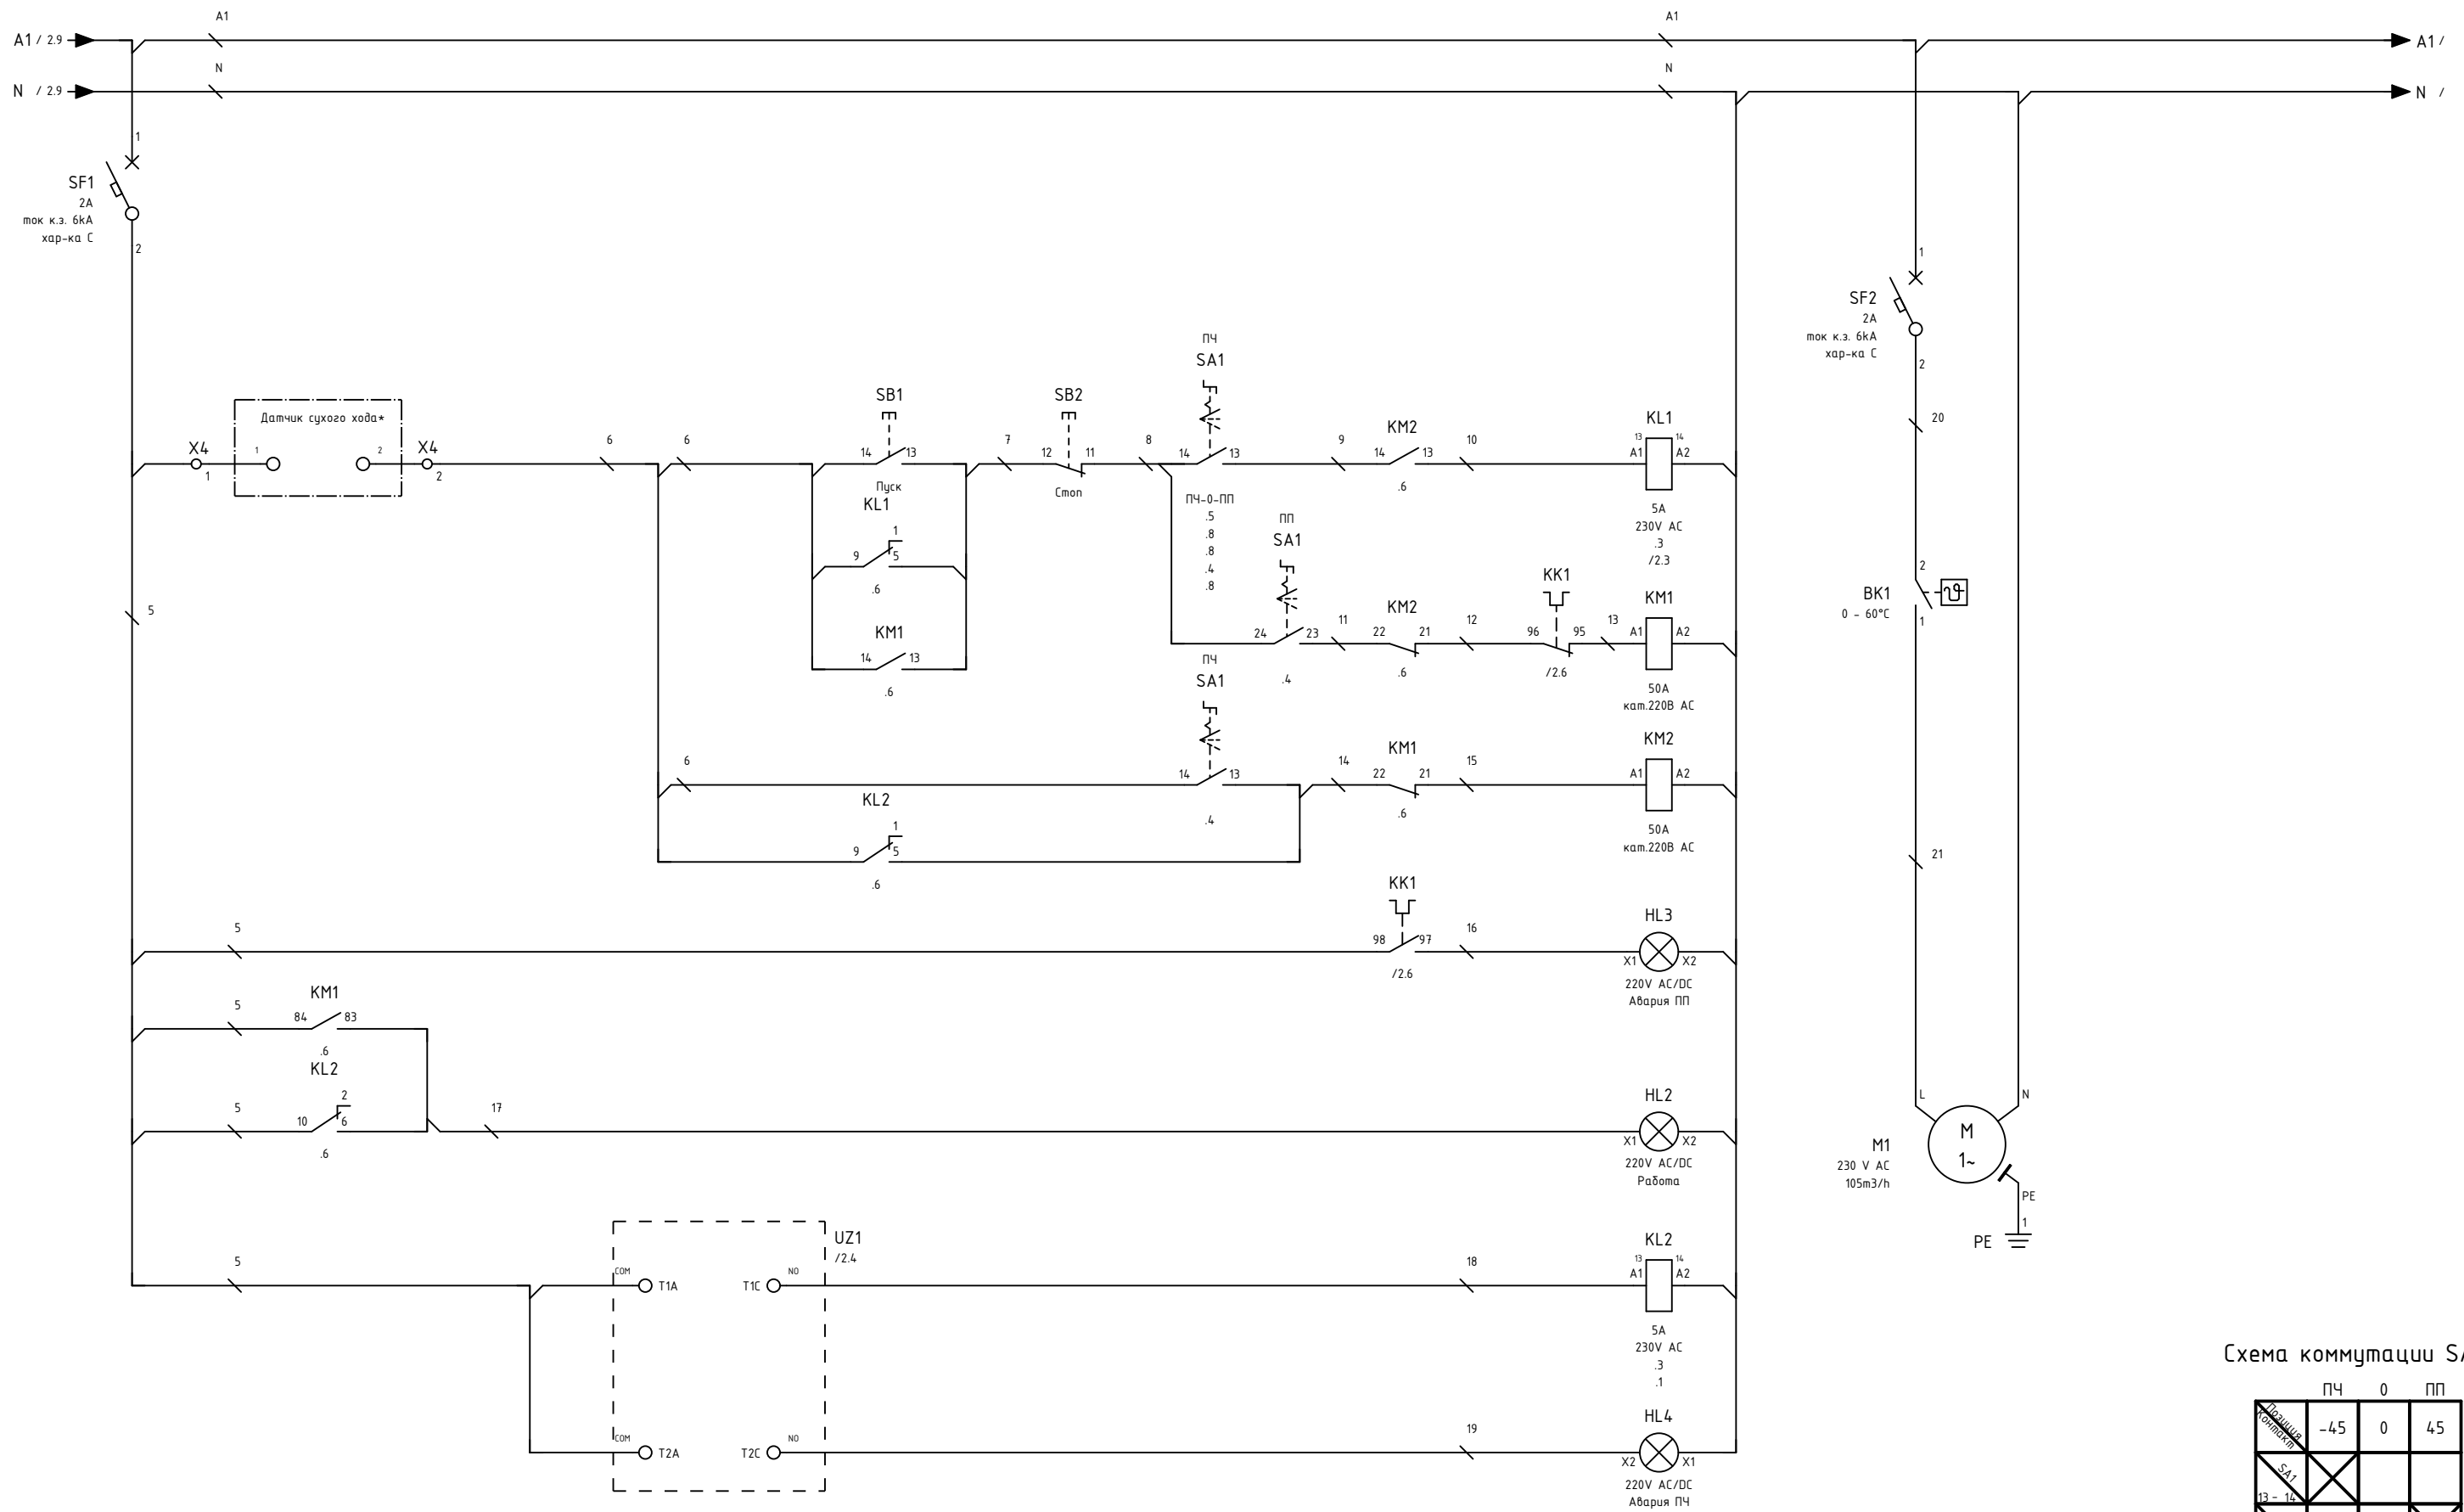 A1
A1
A1 / 2.9
A1 /
N
N
N / 2.9
N /
1
SF1
2A
ток к.з. 6kA
хар-ка C
2
1
SF2
2A
ток к.з. 6kA
хар-ка C
2
20
ПЧ
SA1
SB1
SB2
Датчик сухого хода*
X4
1
2
X4
1
2
6
6
14
13
Пуск
7
12
11
Стоп
8
14
13
9
KM2
14
13
.6
10
KL1
13
14
A1
A2
5A
230V AC
.3
/2.3
ПЧ-0-ПП
.5
.8
.8
.4
.8
KL1
1
9
5
.6
ПП
SA1
KK1
KM1
2
BK1
0 - 60°C
1
5
KM1
14
13
.6
24
23
.4
11
KM2
22
21
.6
12
96
95
/2.6
13
A1
A2
50A
кат.220В AC
ПЧ
SA1
6
14
13
.4
14
KM1
22
21
.6
15
KM2
A1
A2
50A
кат.220В AC
KL2
1
9
5
.6
21
KK1
5
98
97
/2.6
16
HL3
X1
X2
220V AC/DC
Авария ПП
KM1
5
84
83
.6
KL2
5
2
10
6
.6
17
HL2
X1
X2
220V AC/DC
Работа
L
N
M
1~
M1
230 V AC
105m3/h
PE
1
PE
UZ1
/2.4
5
COM
T1A
T1C
NO
18
KL2
13
14
A1
A2
5A
230V AC
.3
.1
COM
T2A
T2C
NO
19
HL4
X2
X1
220V AC/DC
Авария ПЧ
Схема коммутации
ПЧ
0
ПП
Позиция
Контакт
-45
0
45
SA1
13 - 14